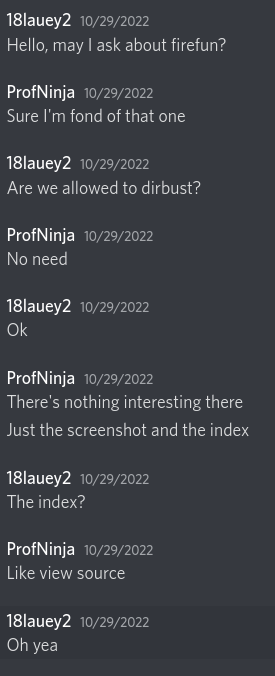 18lauey2 10/29/2022
Hello, may I ask about firefun?
ProfNinja 10/29/2022
Sure I'm fond of that one
18lauey2 10/29/2022
Are we allowed to dirbust?
ProfNinja 10/29/2022
No need
18lauey2 10/29/2022
Ok
ProfNinja 10/29/2022
There's nothing interesting there
Just the screenshot and the index
18lauey2 10/29/2022
The index?
ProfNinja 10/29/2022
Like view source
18lauey2 10/29/2022
Oh yea